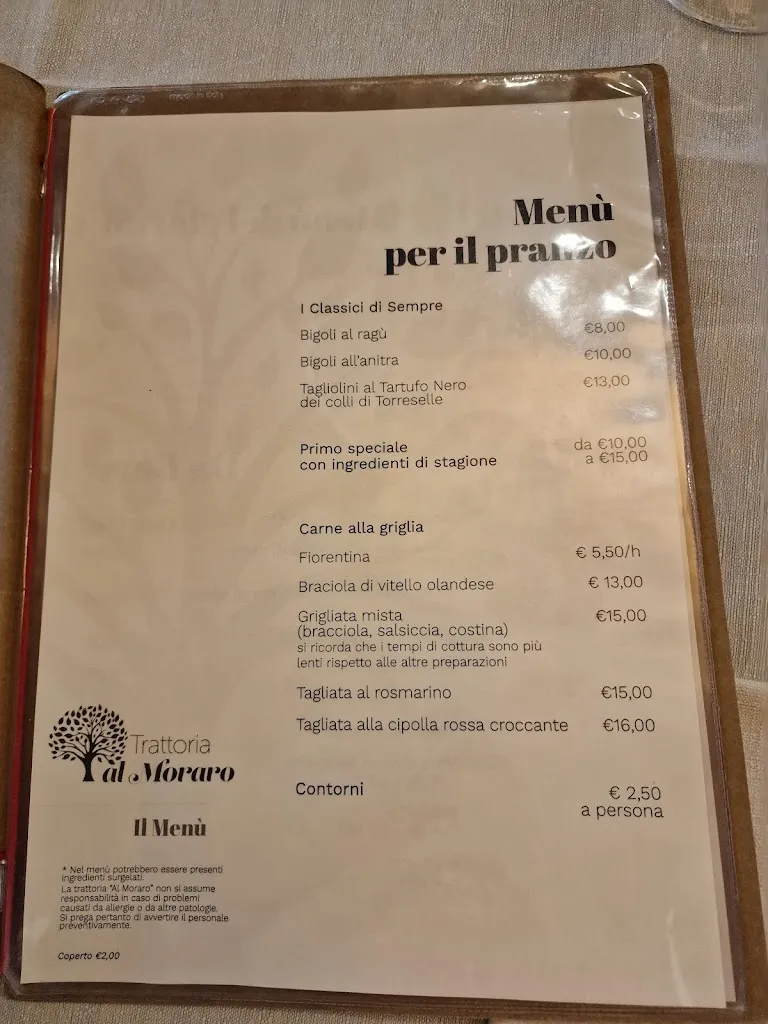 Menù
per il pranzo
I Classici di Sempre
Bigoli al ragù €8,00
Bigoli all'anitra €10,00
Tagliolini al Tartufo Nero €13,00
dei colli di Torreselle
Primo speciale da €10,00
con ingredienti di stagione a €15,00
Carne alla griglia
Fiorentina € 5,50/h
Braciola di vitello olandese € 13,00
Grigliata mista €15,00
(bracciola, salsiccia, costina)
si ricorda che i tempi di cottura sono più
lenti rispetto alle altre preparazioni
Tagliata al rosmarino €15,00
Tagliata alla cipolla rossa croccante €16,00
Contorni € 2,50
a persona
Trattoria
al Moraro
Il Menù
* Nel menù potrebbero essere presenti
ingredienti surgelati.
La trattoria "Al Moraro" non si assume
responsabilità in caso di problemi
causati da allergie o da altre patologie.
Si prega pertanto di avvertire il personale
preventivamente.
Coperto €2,00